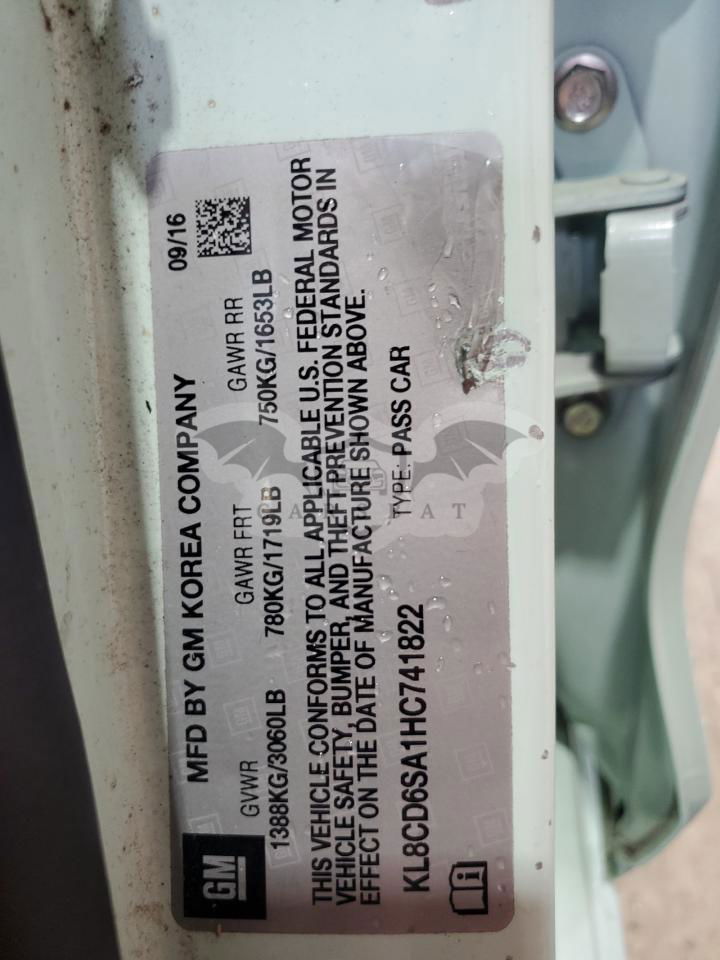 MFD BY GM KOREA COMPANY
09/16
GM
GVWR
GAWR FRT
GAWR RR
1388KG/3060LB
780KG/1719LB
750KG/1653LB
THIS VEHICLE CONFORMS TO ALL APPLICABLE U.S. FEDERAL MOTOR
VEHICLE SAFETY, BUMPER, AND THEFT PREVENTION STANDARDS IN
EFFECT ON THE DATE OF MANUFACTURE SHOWN ABOVE.
KL8CD6SA1HC741822
TYPE: PASS CAR